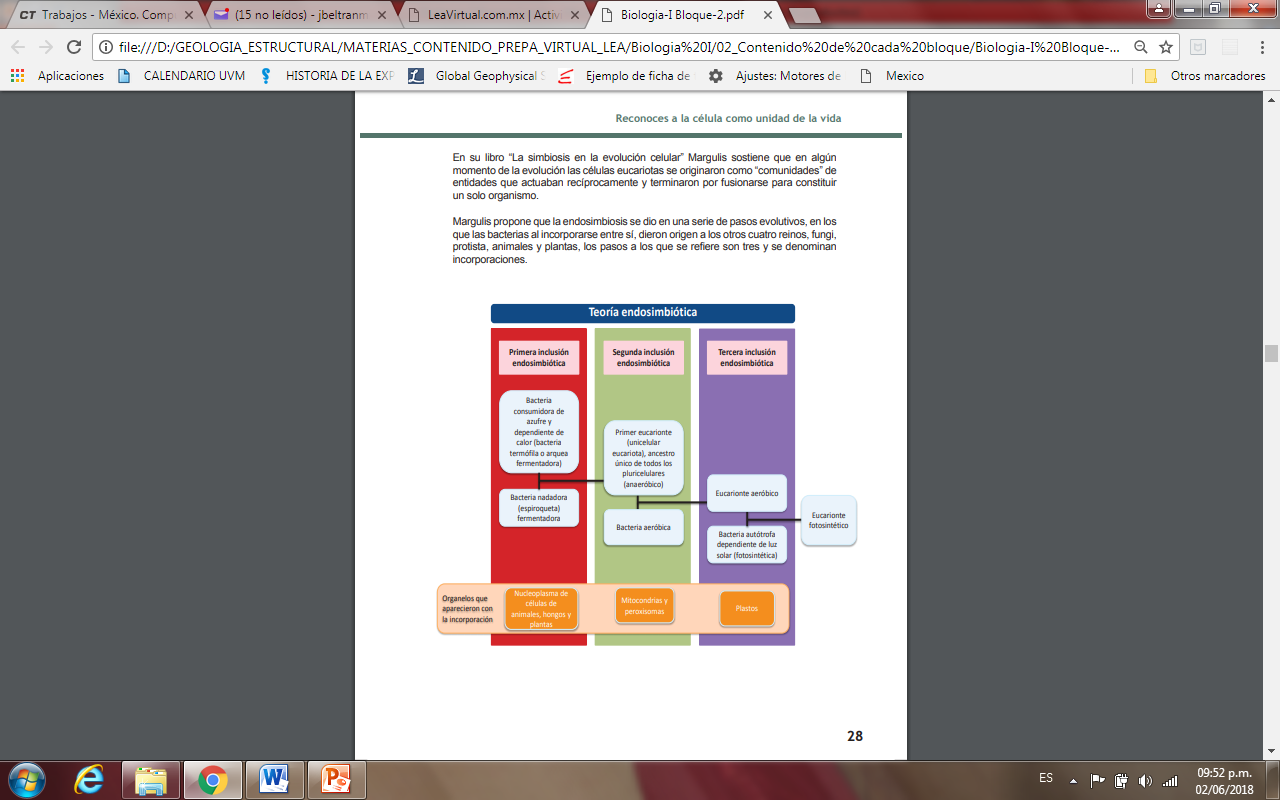 Trabajos - México. Comp
(15 no leídos) - jbeltranm
LeaVirtual.com.mx | Activ
Biologia-I Bloque-2.pdf
file:///D:/GEOLOGIA_ESTRUCTURAL/MATERIAS_CONTENIDO_PREPA_VIRTUAL_LEA/Biologia%20I/02_Contenido%20de%20cada%20bloque/Biologia-I%20Bloque-...
Aplicaciones
CALENDARIO UVM
HISTORIA DE LA EXP
Global Geophysical S
Ejemplo de ficha de
Ajustes: Motores de
Mexico
Otros marcadores
Reconoces a la célula como unidad de la vida
En su libro “La simbiosis en la evolución celular” Margulis sostiene que en algún
momento de la evolución las células eucariotas se originaron como “comunidades” de
entidades que actuaban recíprocamente y terminaron por fusionarse para constituir
un solo organismo.
Margulis propone que la endosimbiosis se dio en una serie de pasos evolutivos, en los
que las bacterias al incorporarse entre sí, dieron origen a los otros cuatro reinos, fungi,
protista, animales y plantas, los pasos a los que se refiere son tres y se denominan
incorporaciones.
Teoría endosimbiótica
Primera inclusión
endosimbiótica
Segunda inclusión
endosimbiótica
Tercera inclusión
endosimbiótica
Bacteria
consumidora de
azufre y
dependiente de
calor (bacteria
termófila o arquea
fermentadora)
Bacteria nadadora
(espiroqueta)
fermentadora
Primer eucarionte
(unicelular
eucariota), ancestro
único de todos los
pluricelulares
(anaeróbico)
Bacteria aeróbica
Eucarionte aeróbico
Bacteria autótrofa
dependiente de luz
solar (fotosintética)
Eucarionte
fotosintético
Organelos que
aparecieron con
la incorporación
Nucleoplasma de
células de
animales, hongos y
plantas
Mitocondrias y
peroxisomas
Plastos
28
ES
09:52 p.m.
02/06/2018